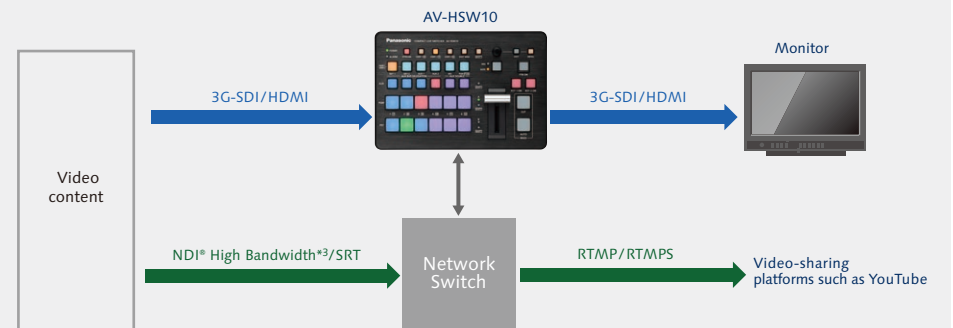 AV-HSW10
Panasonic
Monitor
3G-SDI/HDMI
3G-SDI/HDMI
Video
content
NDI® High Bandwidth*3/SRT
Network
Switch
RTMP/RTMPS
Video-sharing
platforms such as YouTube